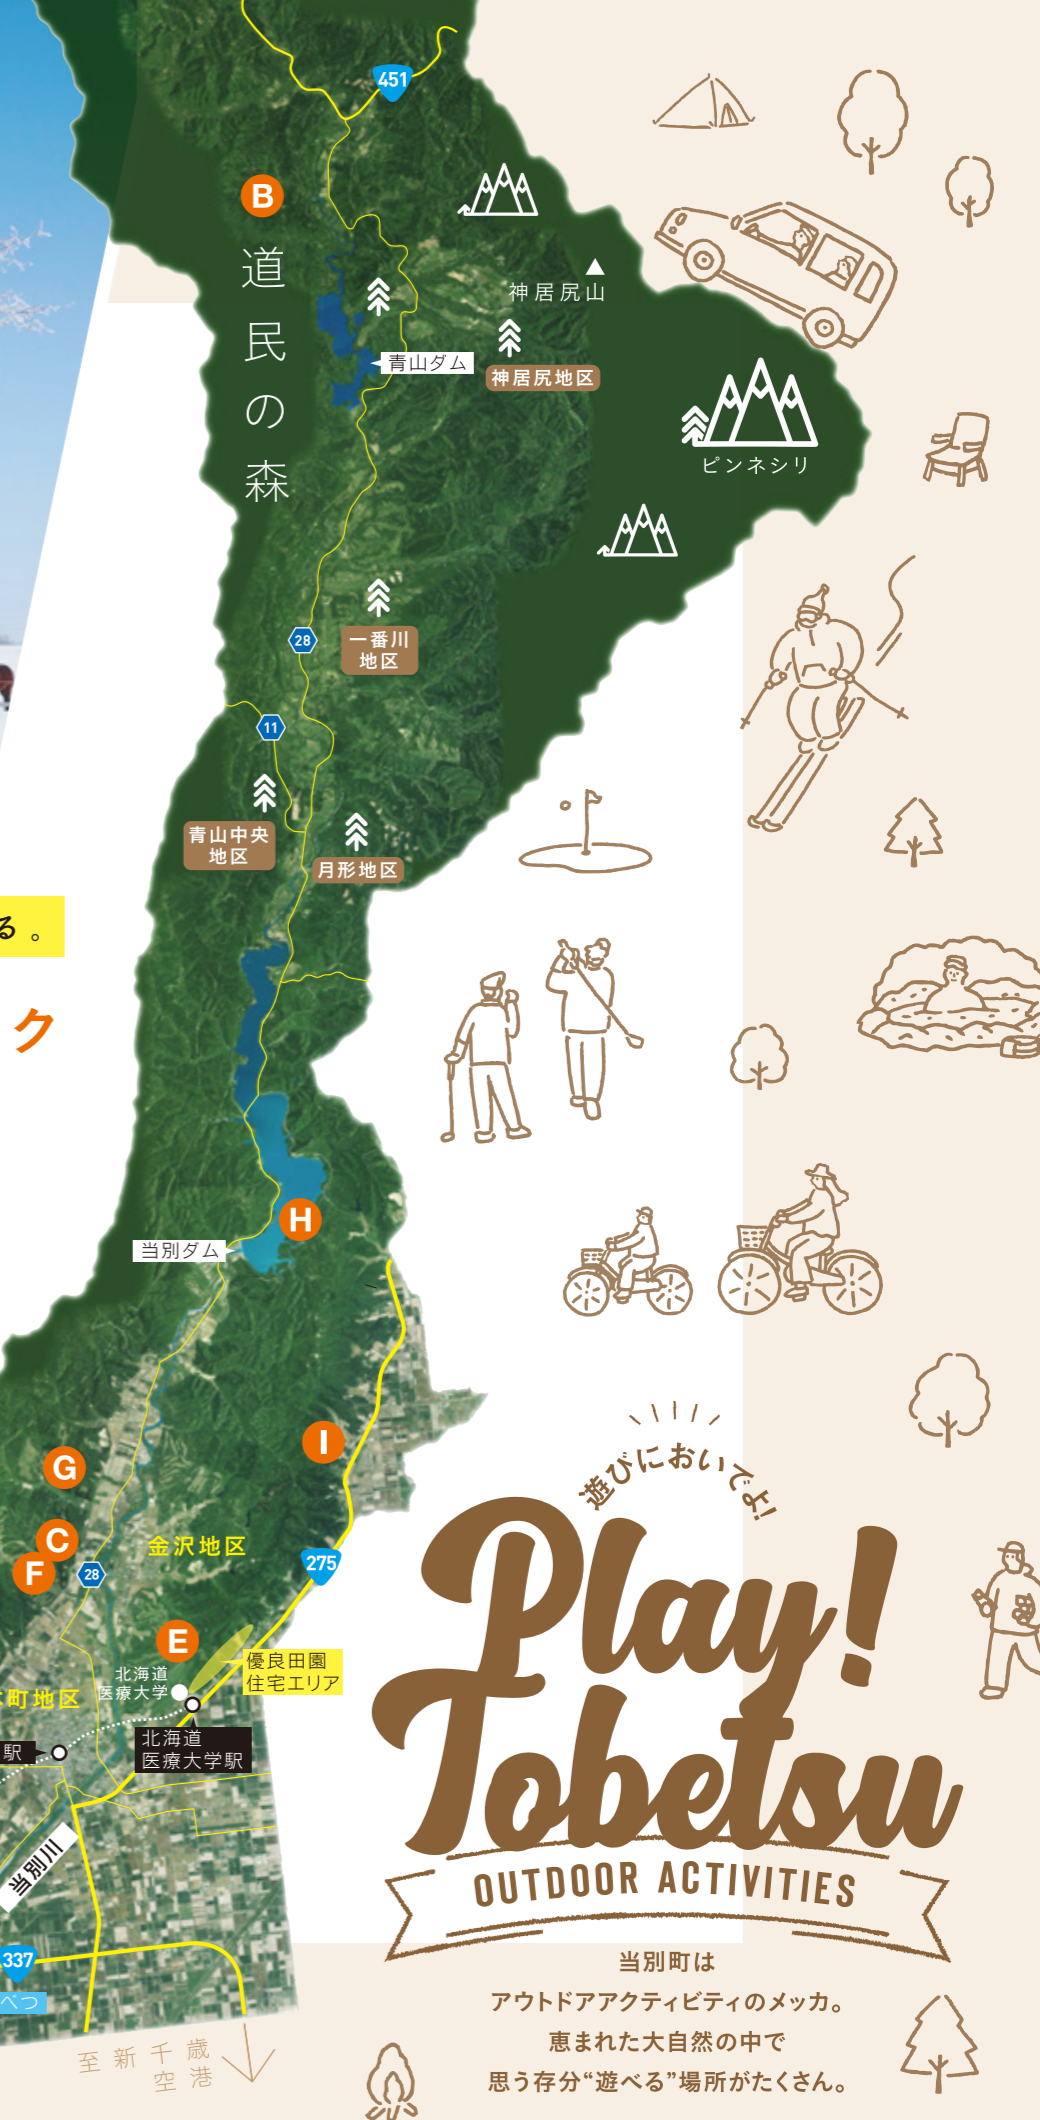 451
B
道民の森
神居尻山
青山ダム
神居尻地区
ピンネシリ
28
一番川
地区
11
青山中央
地区
月形地区
る。
ク
H
当別ダム
I
G
C
F
28
金沢地区
275
E
優良田園
住宅エリア
北海道
医療大学
町地区
北海道
医療大学駅
駅
当別川
337
べつ
至新千歳
空港
遊びにおいでよ!
Play!
Tobetsu
OUTDOOR ACTIVITIES
当別町は
アウトドアアクティビティのメッカ。
恵まれた大自然の中で
思う存分“遊べる”場所がたくさん。